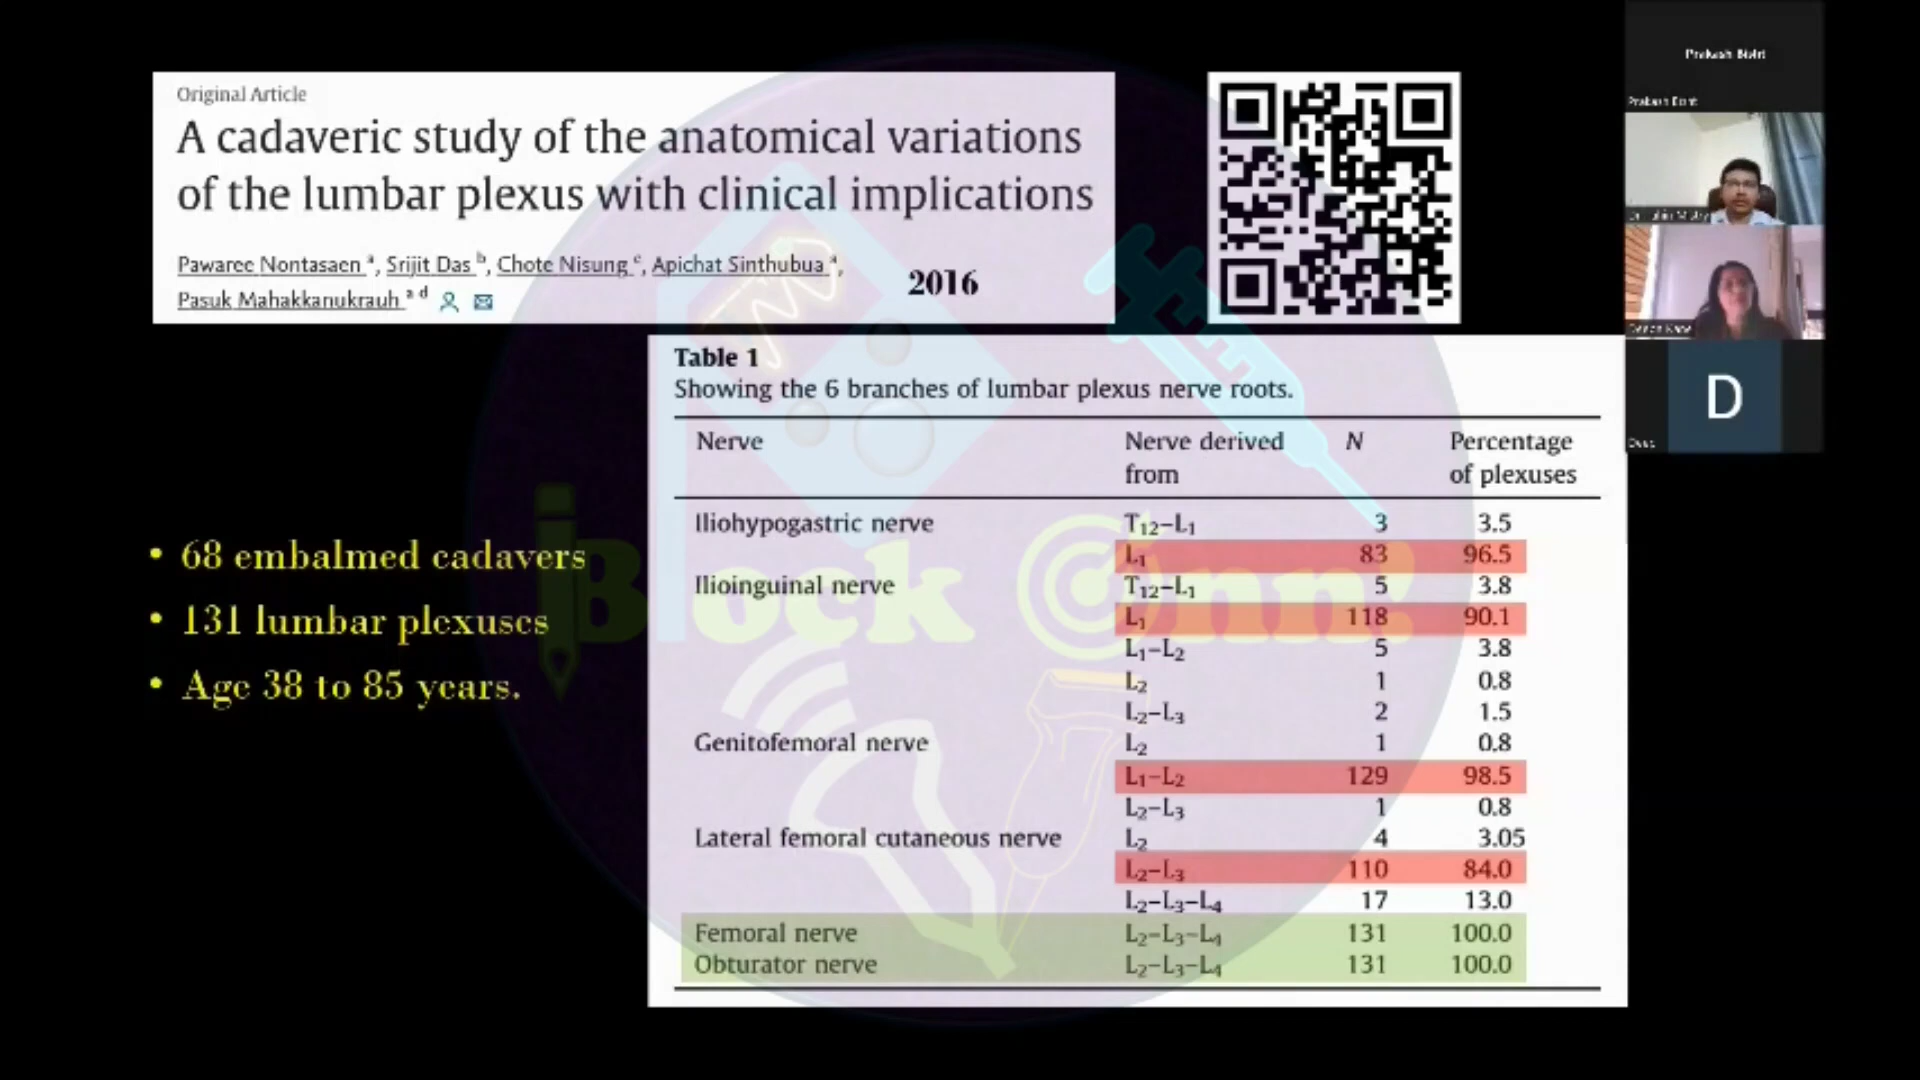 Original Article
A cadaveric study of the anatomical variations
of the lumbar plexus with clinical implications
Pawaree Nontasaen a, Srijit Das b, Chote Nisung c, Apichat Sinthubua a,
Pasuk Mahakkanukrauh a d
2016
Table 1
Showing the 6 branches of lumbar plexus nerve roots.
Nerve Nerve derived from N Percentage of plexuses
Iliohypogastric nerve T12–L1 3 3.5
L1 83 96.5
Ilioinguinal nerve T12–L1 5 3.8
L1 118 90.1
L1–L2 5 3.8
L2 1 0.8
L2–L3 2 1.5
Genitofemoral nerve L2 1 0.8
L1–L2 129 98.5
L2–L3 1 0.8
Lateral femoral cutaneous nerve L2 4 3.05
L2–L3 110 84.0
L2–L3–L4 17 13.0
Femoral nerve L2–L3–L4 131 100.0
Obturator nerve L2–L3–L4 131 100.0
• 68 embalmed cadavers
• 131 lumbar plexuses
• Age 38 to 85 years.
Block
Prakash
Prakash
D